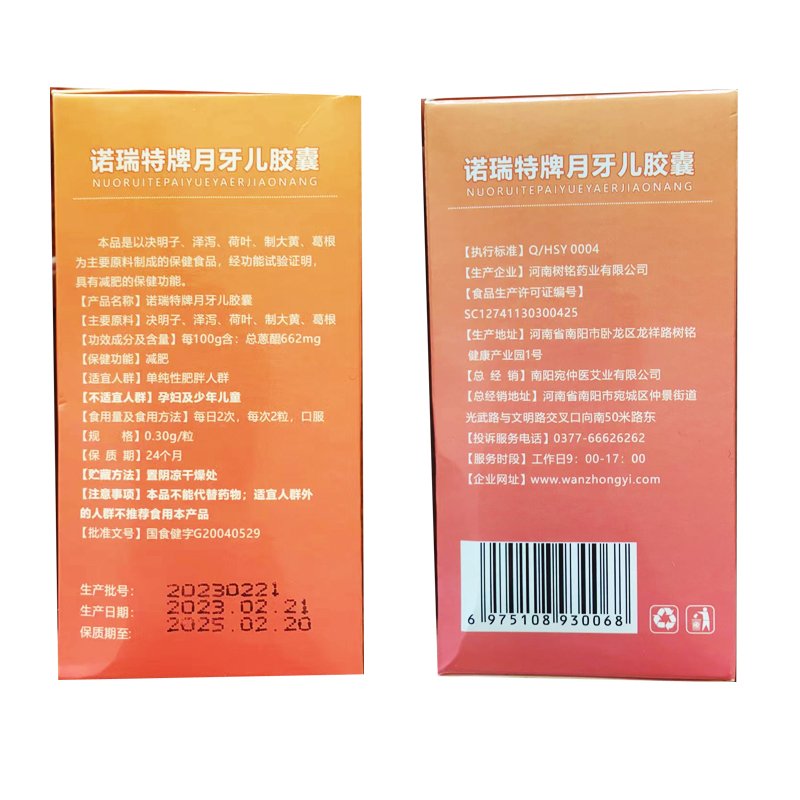 诺瑞特牌月牙儿胶囊
NUORUITEPAIYUEYAERJIAONANG
本品是以决明子、泽泻、荷叶、制大黄、葛根
为主要原料制成的保健食品，经功能试验证明，
具有减肥的保健功能。
【产品名称】诺瑞特牌月牙儿胶囊
【主要原料】决明子、泽泻、荷叶、制大黄、葛根
【功效成分及含量】每100g含：总蒽醌662mg
【保健功能】减肥
【适宜人群】单纯性肥胖人群
【不适宜人群】孕妇及少年儿童
【食用量及食用方法】每日2次，每次2粒，口服
【规 格】0.30g/粒
【保 质 期】24个月
【贮藏方法】置阴凉干燥处
【注意事项】本品不能代替药物；适宜人群外
的人群不推荐食用本产品
【批准文号】国食健字G20040529
生产批号： 20230221
生产日期： 2023.02.21
保质期至： 2025.02.20
诺瑞特牌月牙儿胶囊
NUORUITEPAIYUEYAERJIAONANG
【执行标准】Q/HSY 0004
【生产企业】河南树铭药业有限公司
【食品生产许可证编号】
SC12741130300425
【生产地址】河南省南阳市卧龙区龙祥路树铭
健康产业园1号
【总 经 销】南阳宛仲医艾业有限公司
【总经销地址】河南省南阳市宛城区仲景街道
光武路与文明路交叉口向南50米路东
【投诉服务电话】0377-66626262
【服务时段】工作日9：00-17：00
【企业网址】www.wanzhongyi.com
6 975108 930068